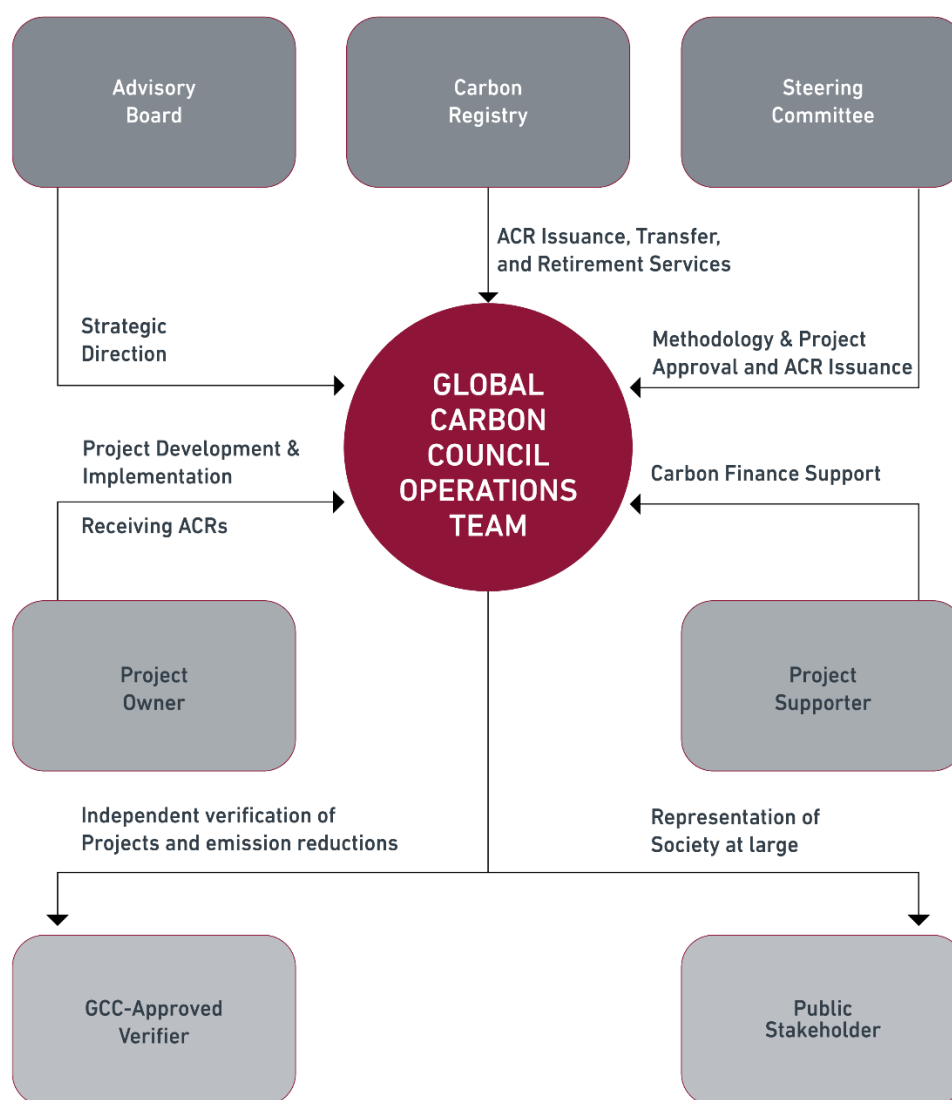 Advisory
Board
Carbon
Registry
Steering
Committee
ACR Issuance, Transfer,
and Retirement Services
Strategic
Direction
Methodology & Project
Approval and ACR Issuance
GLOBAL
CARBON
COUNCIL
OPERATIONS
TEAM
Project Development &
Implementation
Receiving ACRs
Carbon Finance Support
Project
Owner
Project
Supporter
Independent verification of
Projects and emission reductions
Representation of
Society at large
GCC-Approved
Verifier
Public
Stakeholder